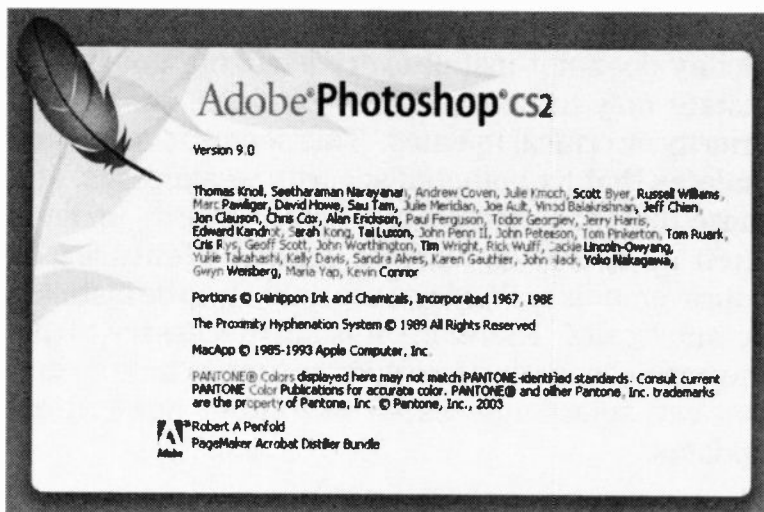 Adobe® Photoshop® cs2
Version 9.0
Thomas Knoll, Seetharaman Narayanan, Andrew Coven, Julie Kmoch, Scott Byer, Russell Williams,
Marc Pawliger, David Howe, Sau Tam, Julie Meridian, Joe Ault, Vinod Balakrishnan, Jeff Chien,
Jon Clauson, Chris Cox, Alan Erickson, Paul Ferguson, Todor Georgiev, Jerry Harris,
Edward Kandrot, Sarah Kong, Tai Luxon, John Penn II, John Peterson, Tom Pinkerton, Tom Ruark,
Cris Rys, Geoff Scott, John Worthington, Tim Wright, Rick Wulff, Jackie Lincoln-Owyang,
Yukie Takahashi, Kelly Davis, Sandra Alves, Karen Gauthier, John Nack, Yoko Nakagawa,
Gwyn Weisberg, Maria Yap, Kevin Connor
Portions © Dainippon Ink and Chemicals, Incorporated 1967,
The Proximity Hyphenation System © 1989 All Rights Reserved
MacApp © 1985-1993 Apple Computer, Inc.
PANTONE® Colors displayed here may not match PANTONE-identified standards. Consult current
PANTONE Color Publications for accurate color. PANTONE® and other Pantone, Inc. trademarks
are the property of Pantone, Inc. © Pantone, Inc., 2003
Robert A Penfold
PageMaker Acrobat Distiller Bundle
Adobe